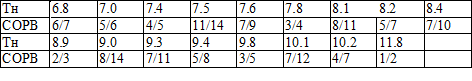 Тн 6.8 7.0 7.4 7.5 7.6 7.8 8.1 8.2 8.4
СОРВ 6/7 5/6 4/5 11/14 7/9 3/4 8/11 5/7 7/10
Тн 8.9 9.0 9.3 9.4 9.8 10.1 10.2 11.8
СОРВ 2/3 8/14 7/11 5/8 3/5 7/12 4/7 1/2